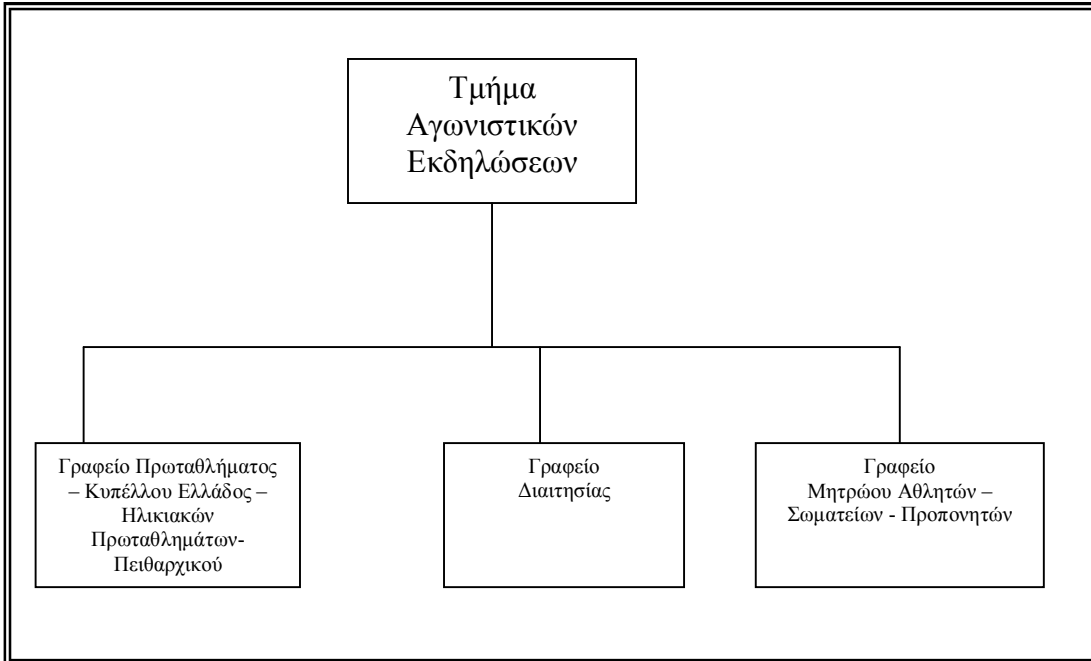 Τμήμα
Αγωνιστικών
Εκδηλώσεων
Γραφείο Πρωταθλήματος
– Κυπέλλου Ελλάδος –
Ηλικιακών
Πρωταθλημάτων-
Πειθαρχικού
Γραφείο
Διαιτησίας
Γραφείο
Μητρώου Αθλητών –
Σωματείων - Προπονητών